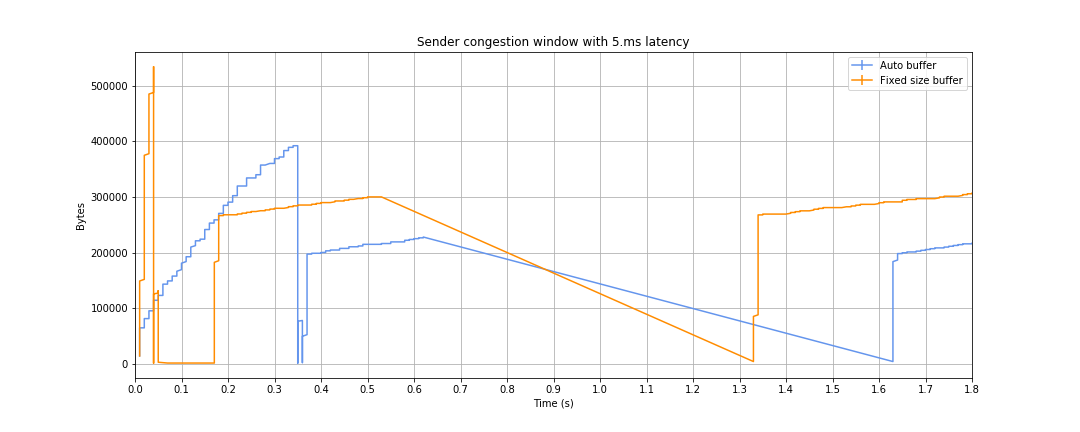 Sender congestion window with 5.ms latency
Auto buffer
Fixed size buffer
500000
400000
300000
200000
100000
0
Bytes
0.0 0.1 0.2 0.3 0.4 0.5 0.6 0.7 0.8 0.9 1.0 1.1 1.2 1.3 1.4 1.5 1.6 1.7 1.8
Time (s)